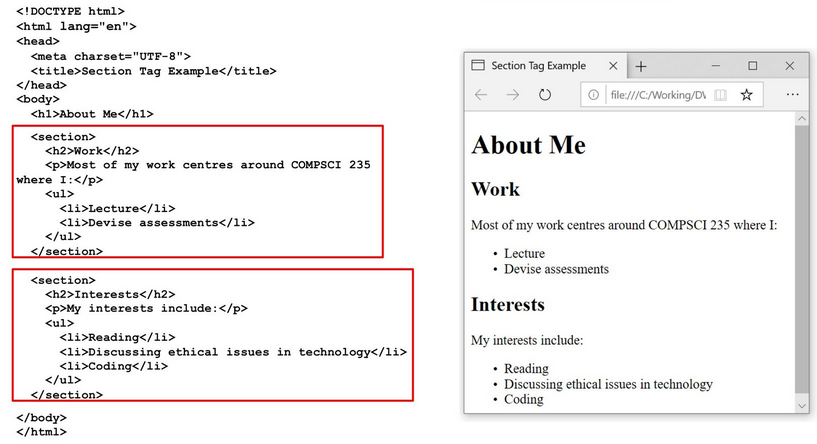 <!DOCTYPE html>
<html lang="en">
<head>
<meta charset="UTF-8">
<title>Section Tag Example</title>
</head>
<body>
<h1>About Me</h1>
<section>
<h2>Work</h2>
<p>Most of my work centres around COMPSCI 235
where I:</p>
<ul>
<li>Lecture</li>
<li>Devise assessments</li>
</ul>
</section>
<section>
<h2>Interests</h2>
<p>My interests include:</p>
<ul>
<li>Reading</li>
<li>Discussing ethical issues in technology</li>
<li>Coding</li>
</ul>
</section>
</body>
</html>
Section Tag Example
file:///C:/Working/DW
About Me
Work
Most of my work centres around COMPSCI 235 where I:
• Lecture
• Devise assessments
Interests
My interests include:
• Reading
• Discussing ethical issues in technology
• Coding